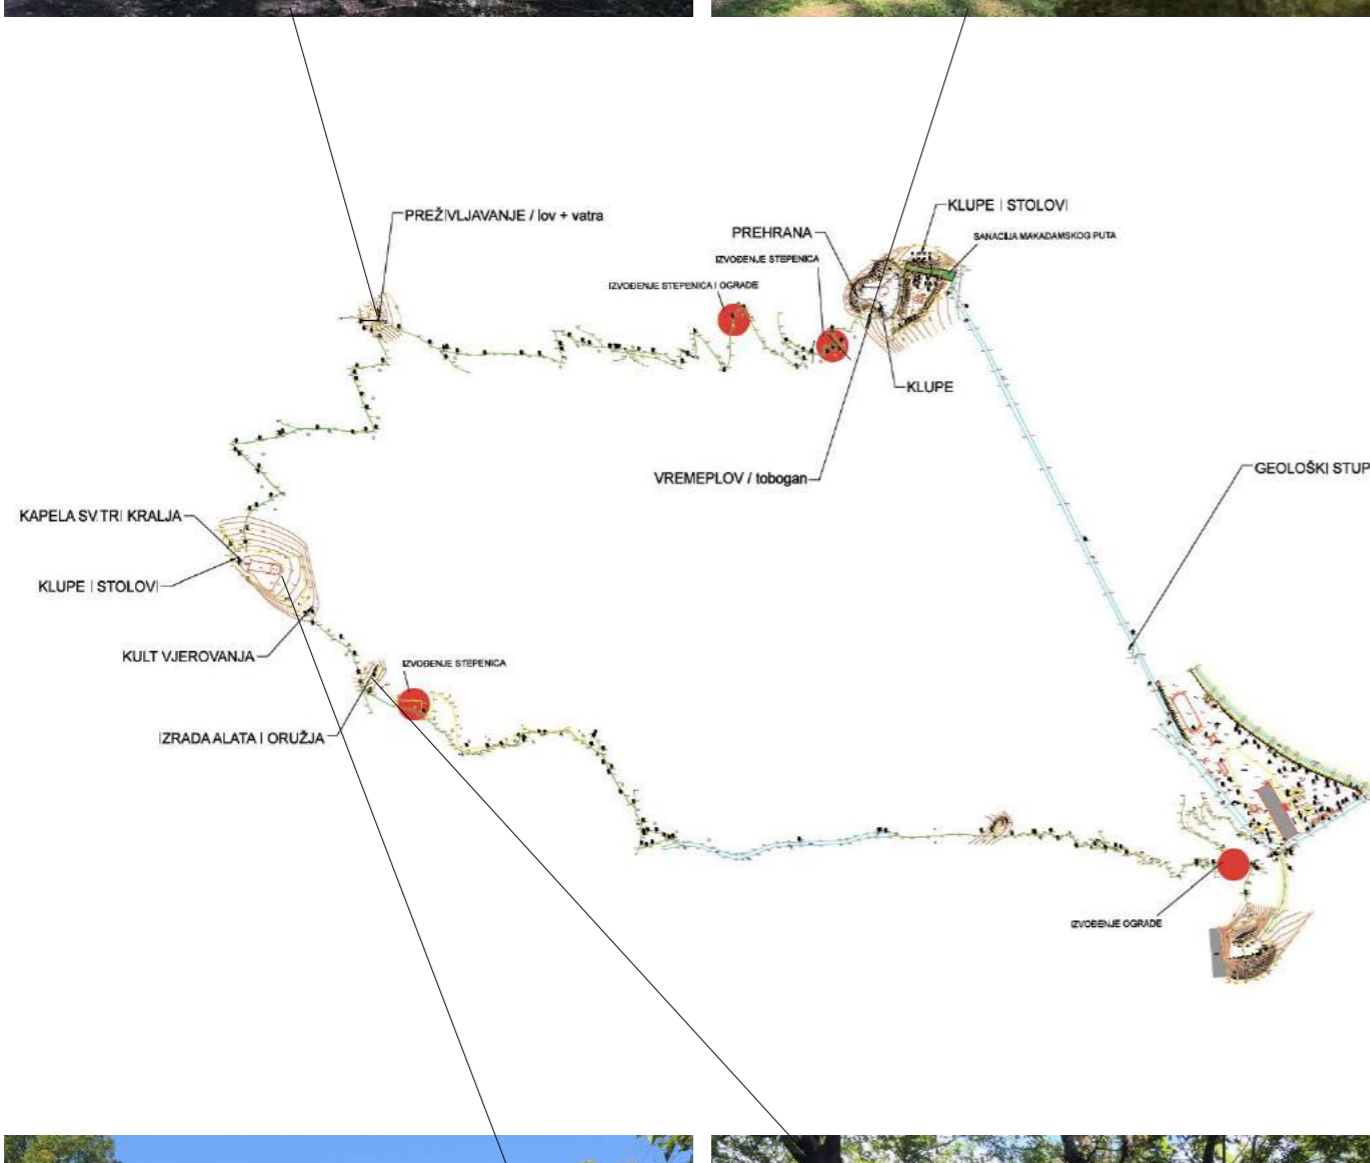 KLUPE I STOLOVI
PREŽIVLJAVANJE / lov + vatra
PREHRANA
SANACIJA MAKADAMSKOG PUTA
IZVOĐENJE STEPENICA
IZVOĐENJE STEPENICA I OGRADE
KLUPE
GEOLOŠKI STUP
VREMEPLOV / tobogan
KAPELA SV.TRI KRALJA
KLUPE I STOLOVI
KULT VJEROVANJA
IZVOĐENJE STEPENICA
IZRADA ALATA I ORUŽJA
IZVOĐENJE OGRADE